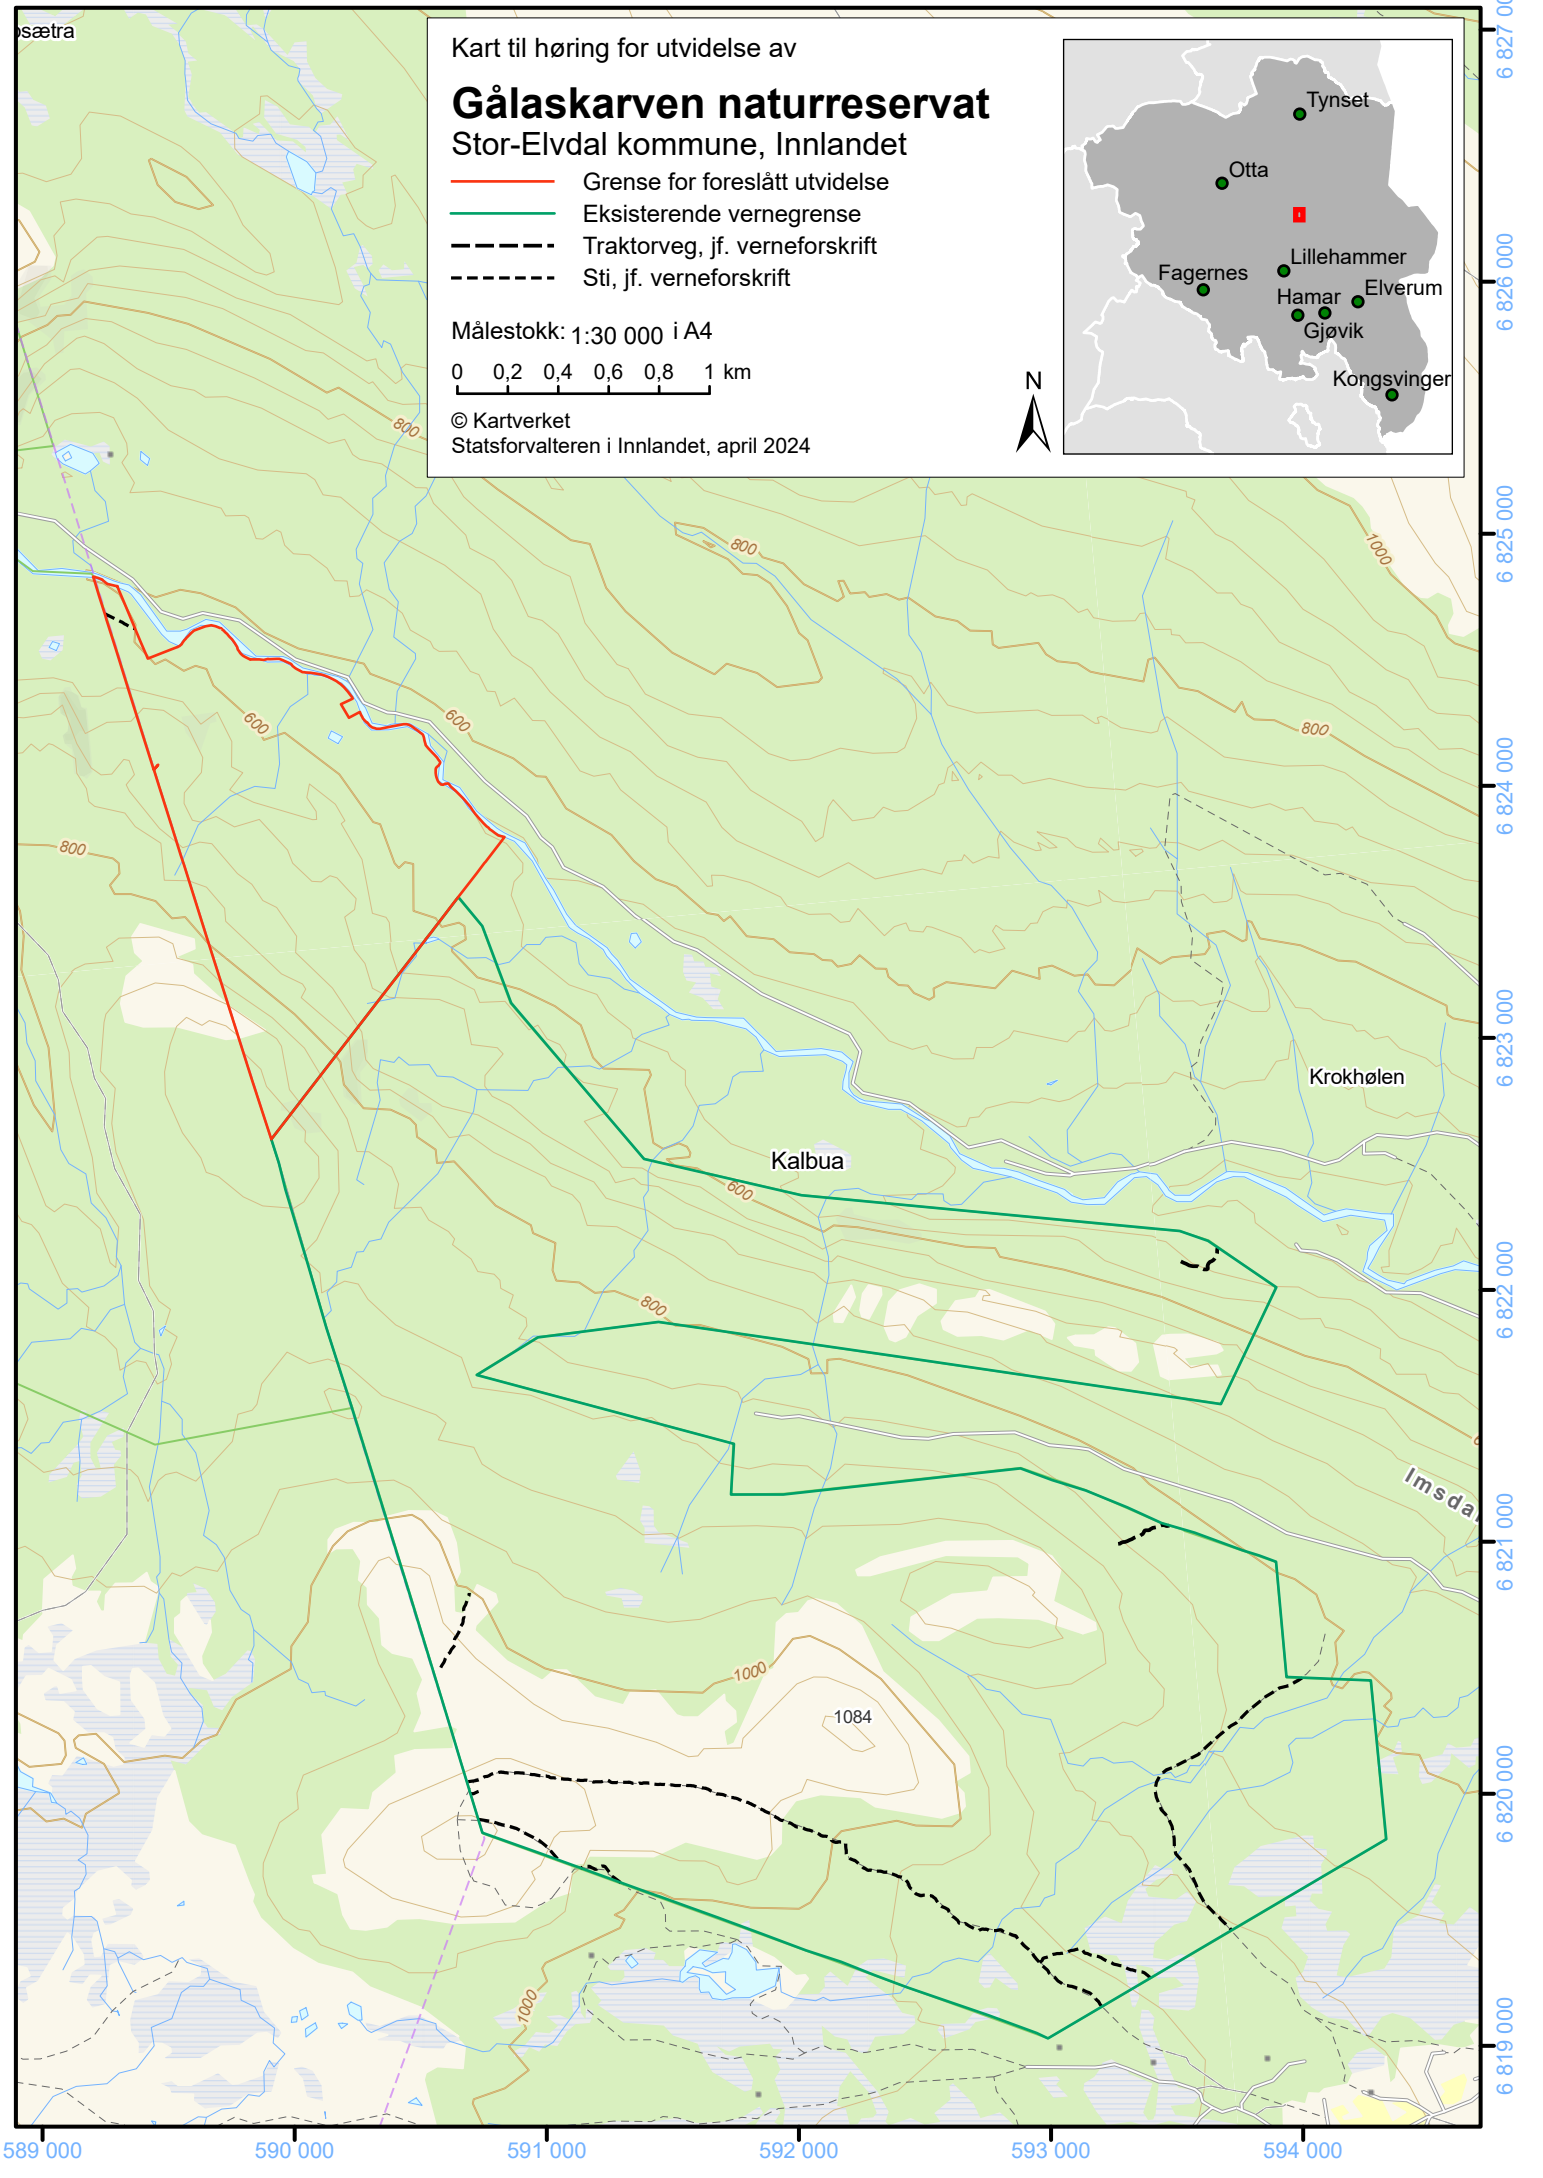 Kart til høring for utvidelse av
Gålaskarven naturreservat
Stor-Elvdal kommune, Innlandet
Grense for foreslått utvidelse
Eksisterende vernegrense
Traktorveg, jf. verneforskrift
Sti, jf. verneforskrift
Målestokk: 1:30 000 i A4
0 0,2 0,4 0,6 0,8 1 km
© Kartverket
Statsforvalteren i Innlandet, april 2024
N
Tynset
Otta
Lillehammer
Fagernes
Elverum
Hamar
Gjøvik
Kongsvinger
800
800
1000
600
600
800
800
Krokhølen
Kalbua
600
800
1000
1084
1000
6 826 000
6 825 000
6 824 000
6 823 000
6 822 000
6 821 000
6 820 000
6 819 000
589 000
590 000
591 000
592 000
593 000
594 000